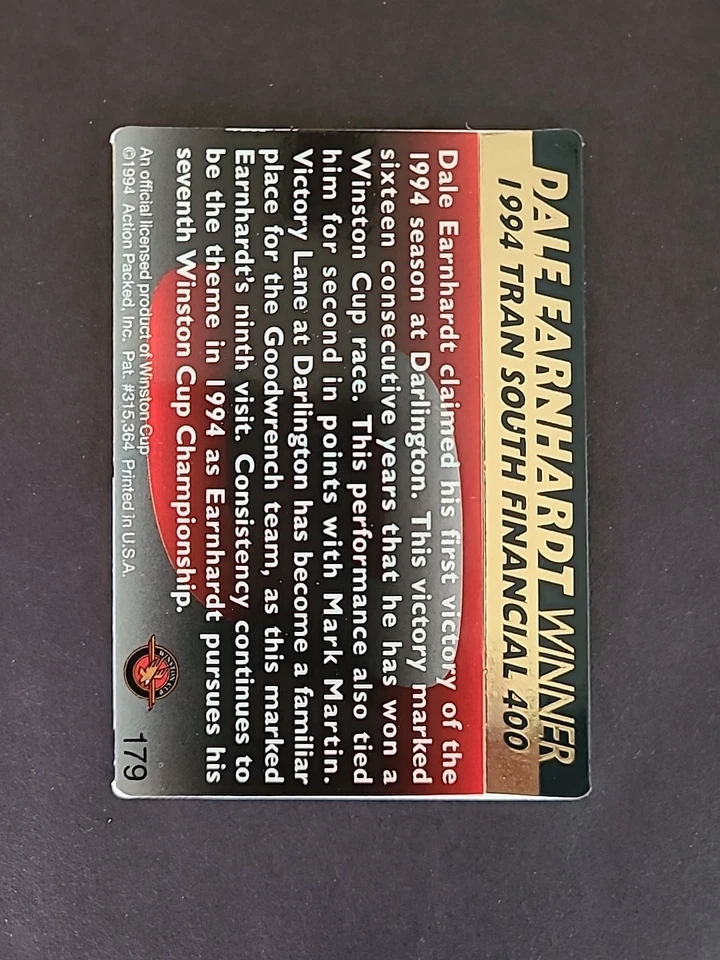 DALE EARNHARDT WINNER
1994 TRAN SOUTH FINANCIAL 400
Dale Earnhardt claimed his first victory of the
1994 season at Darlington. This victory marked
sixteen consecutive years that he has won a
Winston Cup race. This performance also tied
him for second in points with Mark Martin.
Victory Lane at Darlington has become a familiar
place for the Goodwrench team, as this marked
Earnhardt's ninth visit. Consistency continues to
be the theme in 1994 as Earnhardt pursues his
seventh Winston Cup Championship.
An official licensed product of Winston Cup
©1994 Action Packed, Inc. Pat. #315,364 Printed in U.S.A.
WINSTON CUP
179